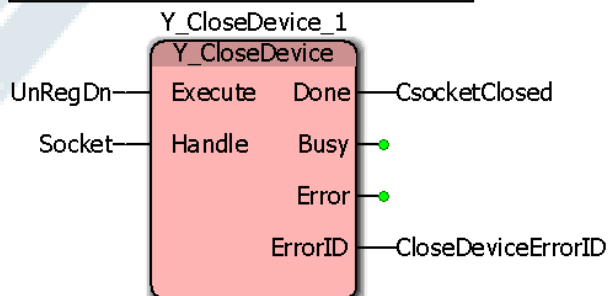 Y_CloseDevice_1
Y_CloseDevice
UnRegDn Execute Done CsocketClosed
Socket Handle Busy
Error
ErrorID CloseDeviceErrorID